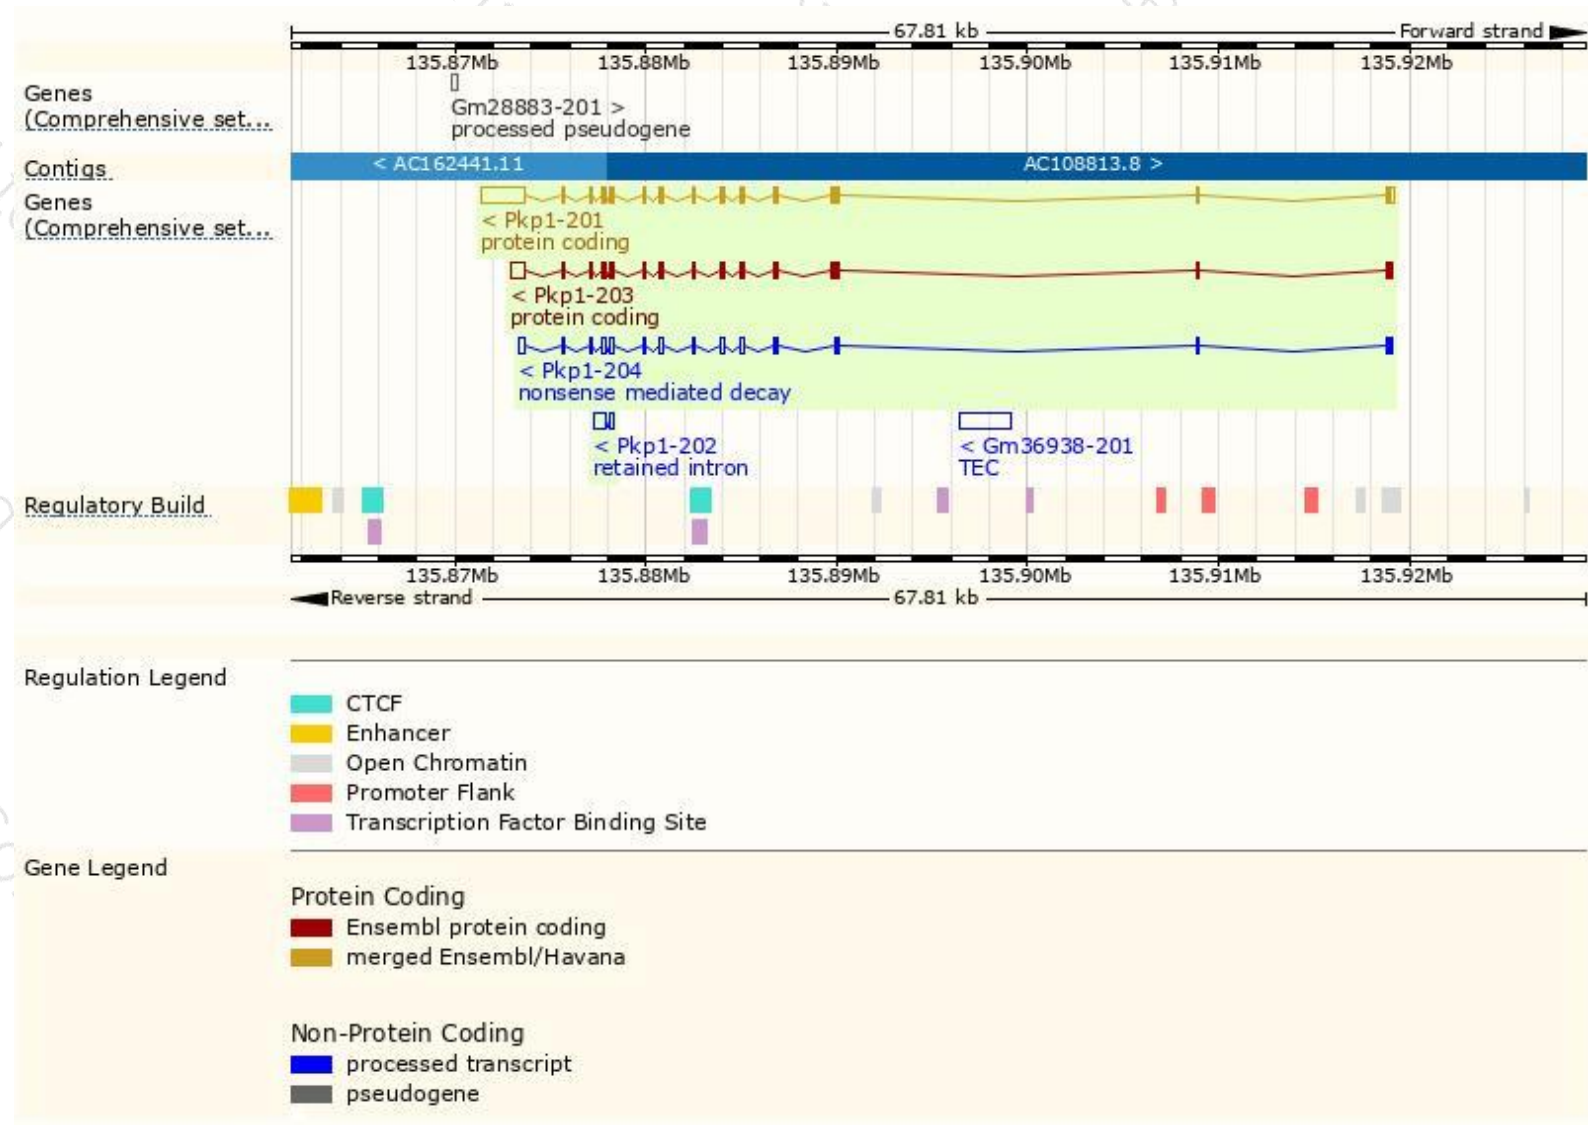 67.81 kb Forward strand
135.87Mb 135.88Mb 135.89Mb 135.90Mb 135.91Mb 135.92Mb
Genes
(Comprehensive set...
Gm28883-201 >
processed pseudogene
Contigs
< AC162441.11 AC108813.8 >
Genes
(Comprehensive set...
< Pkp1-201
protein coding
< Pkp1-203
protein coding
< Pkp1-204
nonsense mediated decay
< Pkp1-202 < Gm36938-201
retained intron TEC
Regulatory Build
135.87Mb 135.88Mb 135.89Mb 135.90Mb 135.91Mb 135.92Mb
Reverse strand 67.81 kb
Regulation Legend
CTCF
Enhancer
Open Chromatin
Promoter Flank
Transcription Factor Binding Site
Gene Legend
Protein Coding
Ensembl protein coding
merged Ensembl/Havana
Non-Protein Coding
processed transcript
pseudogene